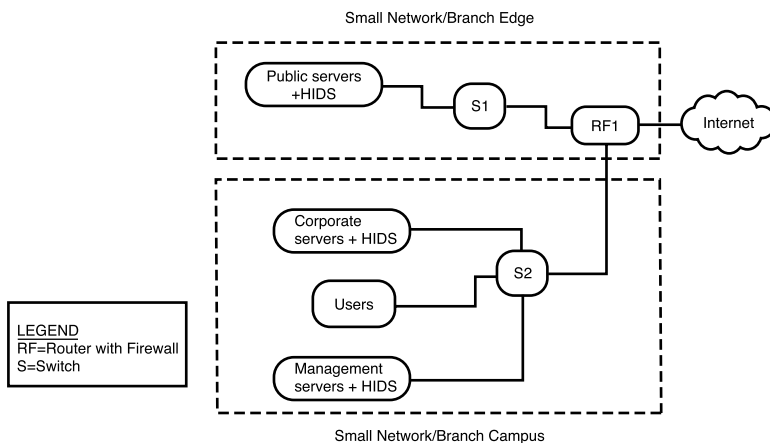 Small Network/Branch Edge
Public servers
+HIDS
S1
RF1
Internet
Corporate
servers + HIDS
S2
Users
Management
servers + HIDS
LEGEND
RF=Router with Firewall
S=Switch
Small Network/Branch Campus